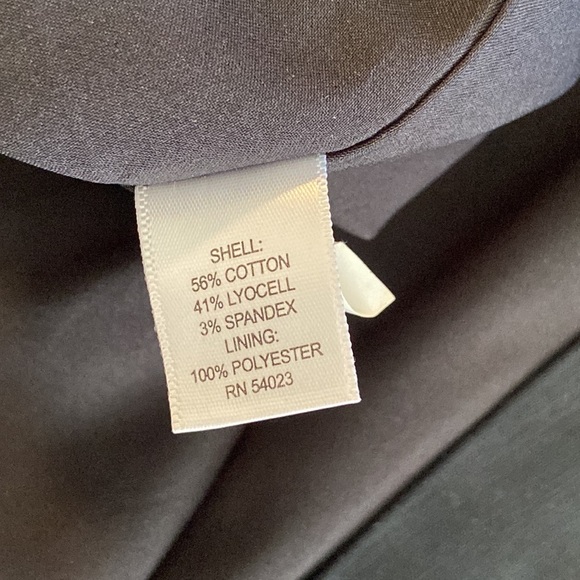 SHELL:
56% COTTON
41% LYOCELL
3% SPANDEX
LINING:
100% POLYESTER
RN 54023